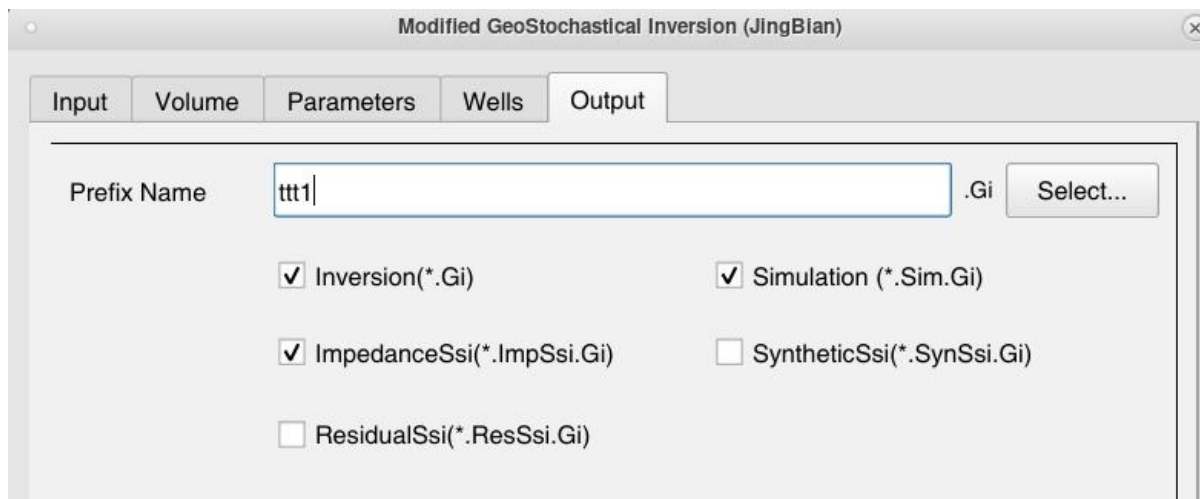 Modified GeoStochastical Inversion (JingBian)
Input Volume Parameters Wells Output
Prefix Name ttt1 .Gi Select...
Inversion(*.Gi) Simulation (*.Sim.Gi)
ImpedanceSsi(*.ImpSsi.Gi) SyntheticSsi(*.SynSsi.Gi)
ResidualSsi(*.ResSsi.Gi)